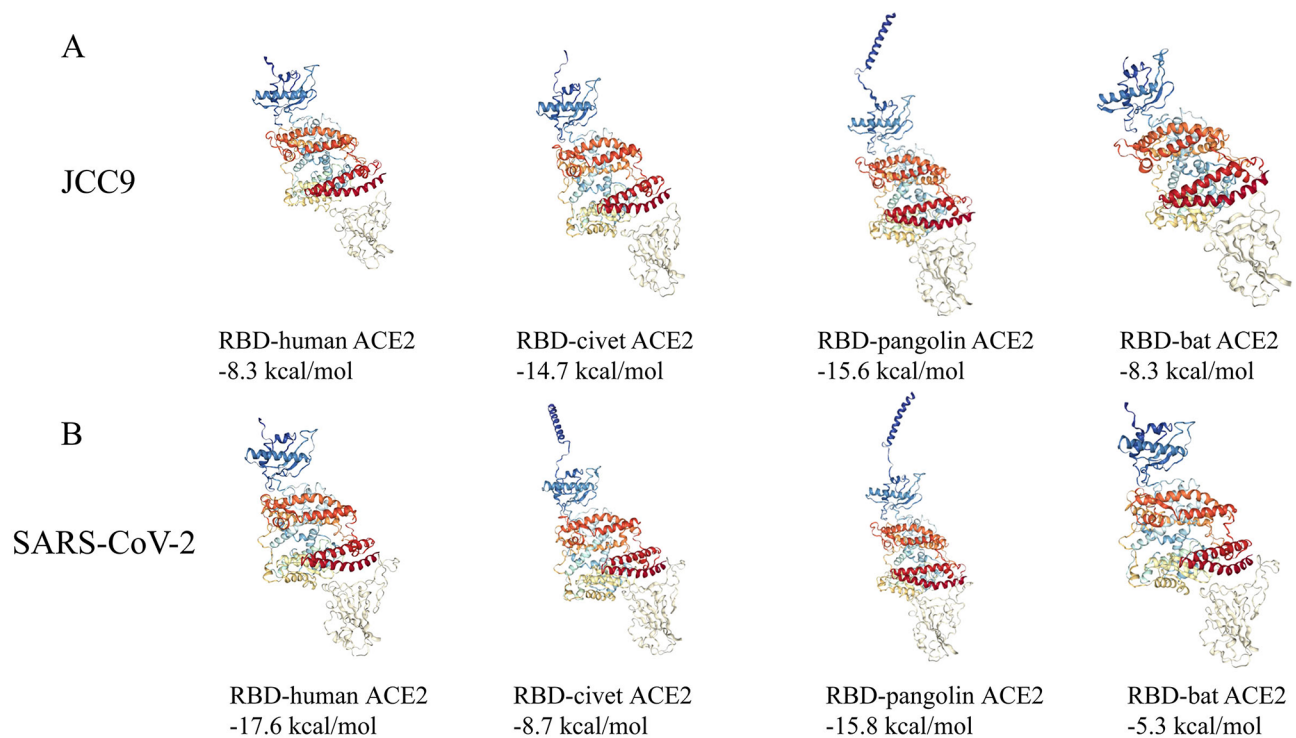 A
JCC9
RBD-human ACE2
-8.3 kcal/mol
RBD-civet ACE2
-14.7 kcal/mol
RBD-pangolin ACE2
-15.6 kcal/mol
RBD-bat ACE2
-8.3 kcal/mol
B
SARS-CoV-2
RBD-human ACE2
-17.6 kcal/mol
RBD-civet ACE2
-8.7 kcal/mol
RBD-pangolin ACE2
-15.8 kcal/mol
RBD-bat ACE2
-5.3 kcal/mol